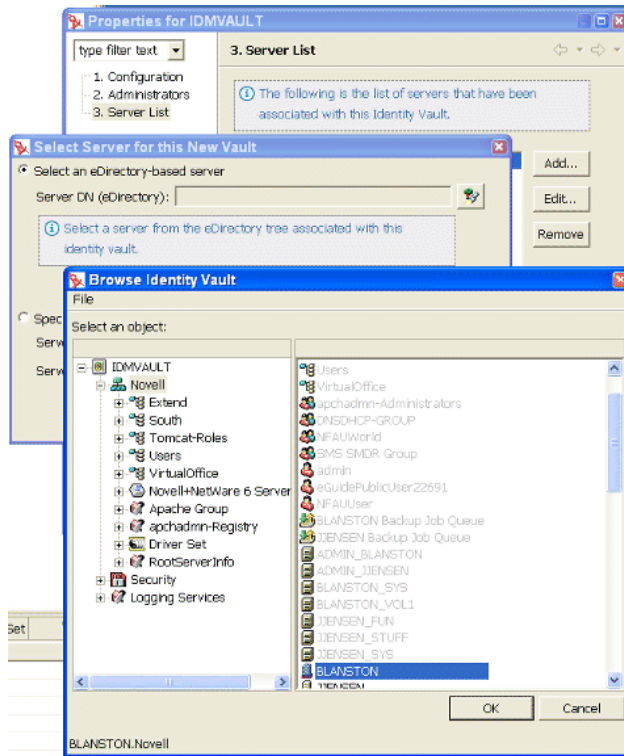 Properties for IDMVAULT
type filter text
3. Server List
1. Configuration
2. Administrators
3. Server List
The following is the list of servers that have been
associated with this Identity Vault.
Select Server for this New Vault
Select an eDirectory-based server
Server DN (eDirectory):
Select a server from the eDirectory tree associated with this
identity vault.
Add...
Edit...
Remove
Spec
Serv
Serv
Browse Identity Vault
File
Select an object:
IDMVAULT
Novell
Extend
South
Tomcat-Roles
Users
VirtualOffice
Novell+NetWare 6 Server
Apache Group
apchadmn-Registry
Driver Set
RootServerInfo
Security
Logging Services
Users
VirtualOffice
apchadmn-Administrators
DNSDHCP-GROUP
NFAUWorld
SMS SMDR Group
admin
eGuidePublicUser22691
NFAUUser
BLANSTON Backup Job Queue
JJENSEN Backup Job Queue
ADMIN_BLANSTON
ADMIN_JJENSEN
BLANSTON_SYS
BLANSTON_VOL1
JJENSEN_FUN
JJENSEN_STUFF
JJENSEN_SYS
BLANSTON
JJENSEN
Set
OK
Cancel
BLANSTON.Novell